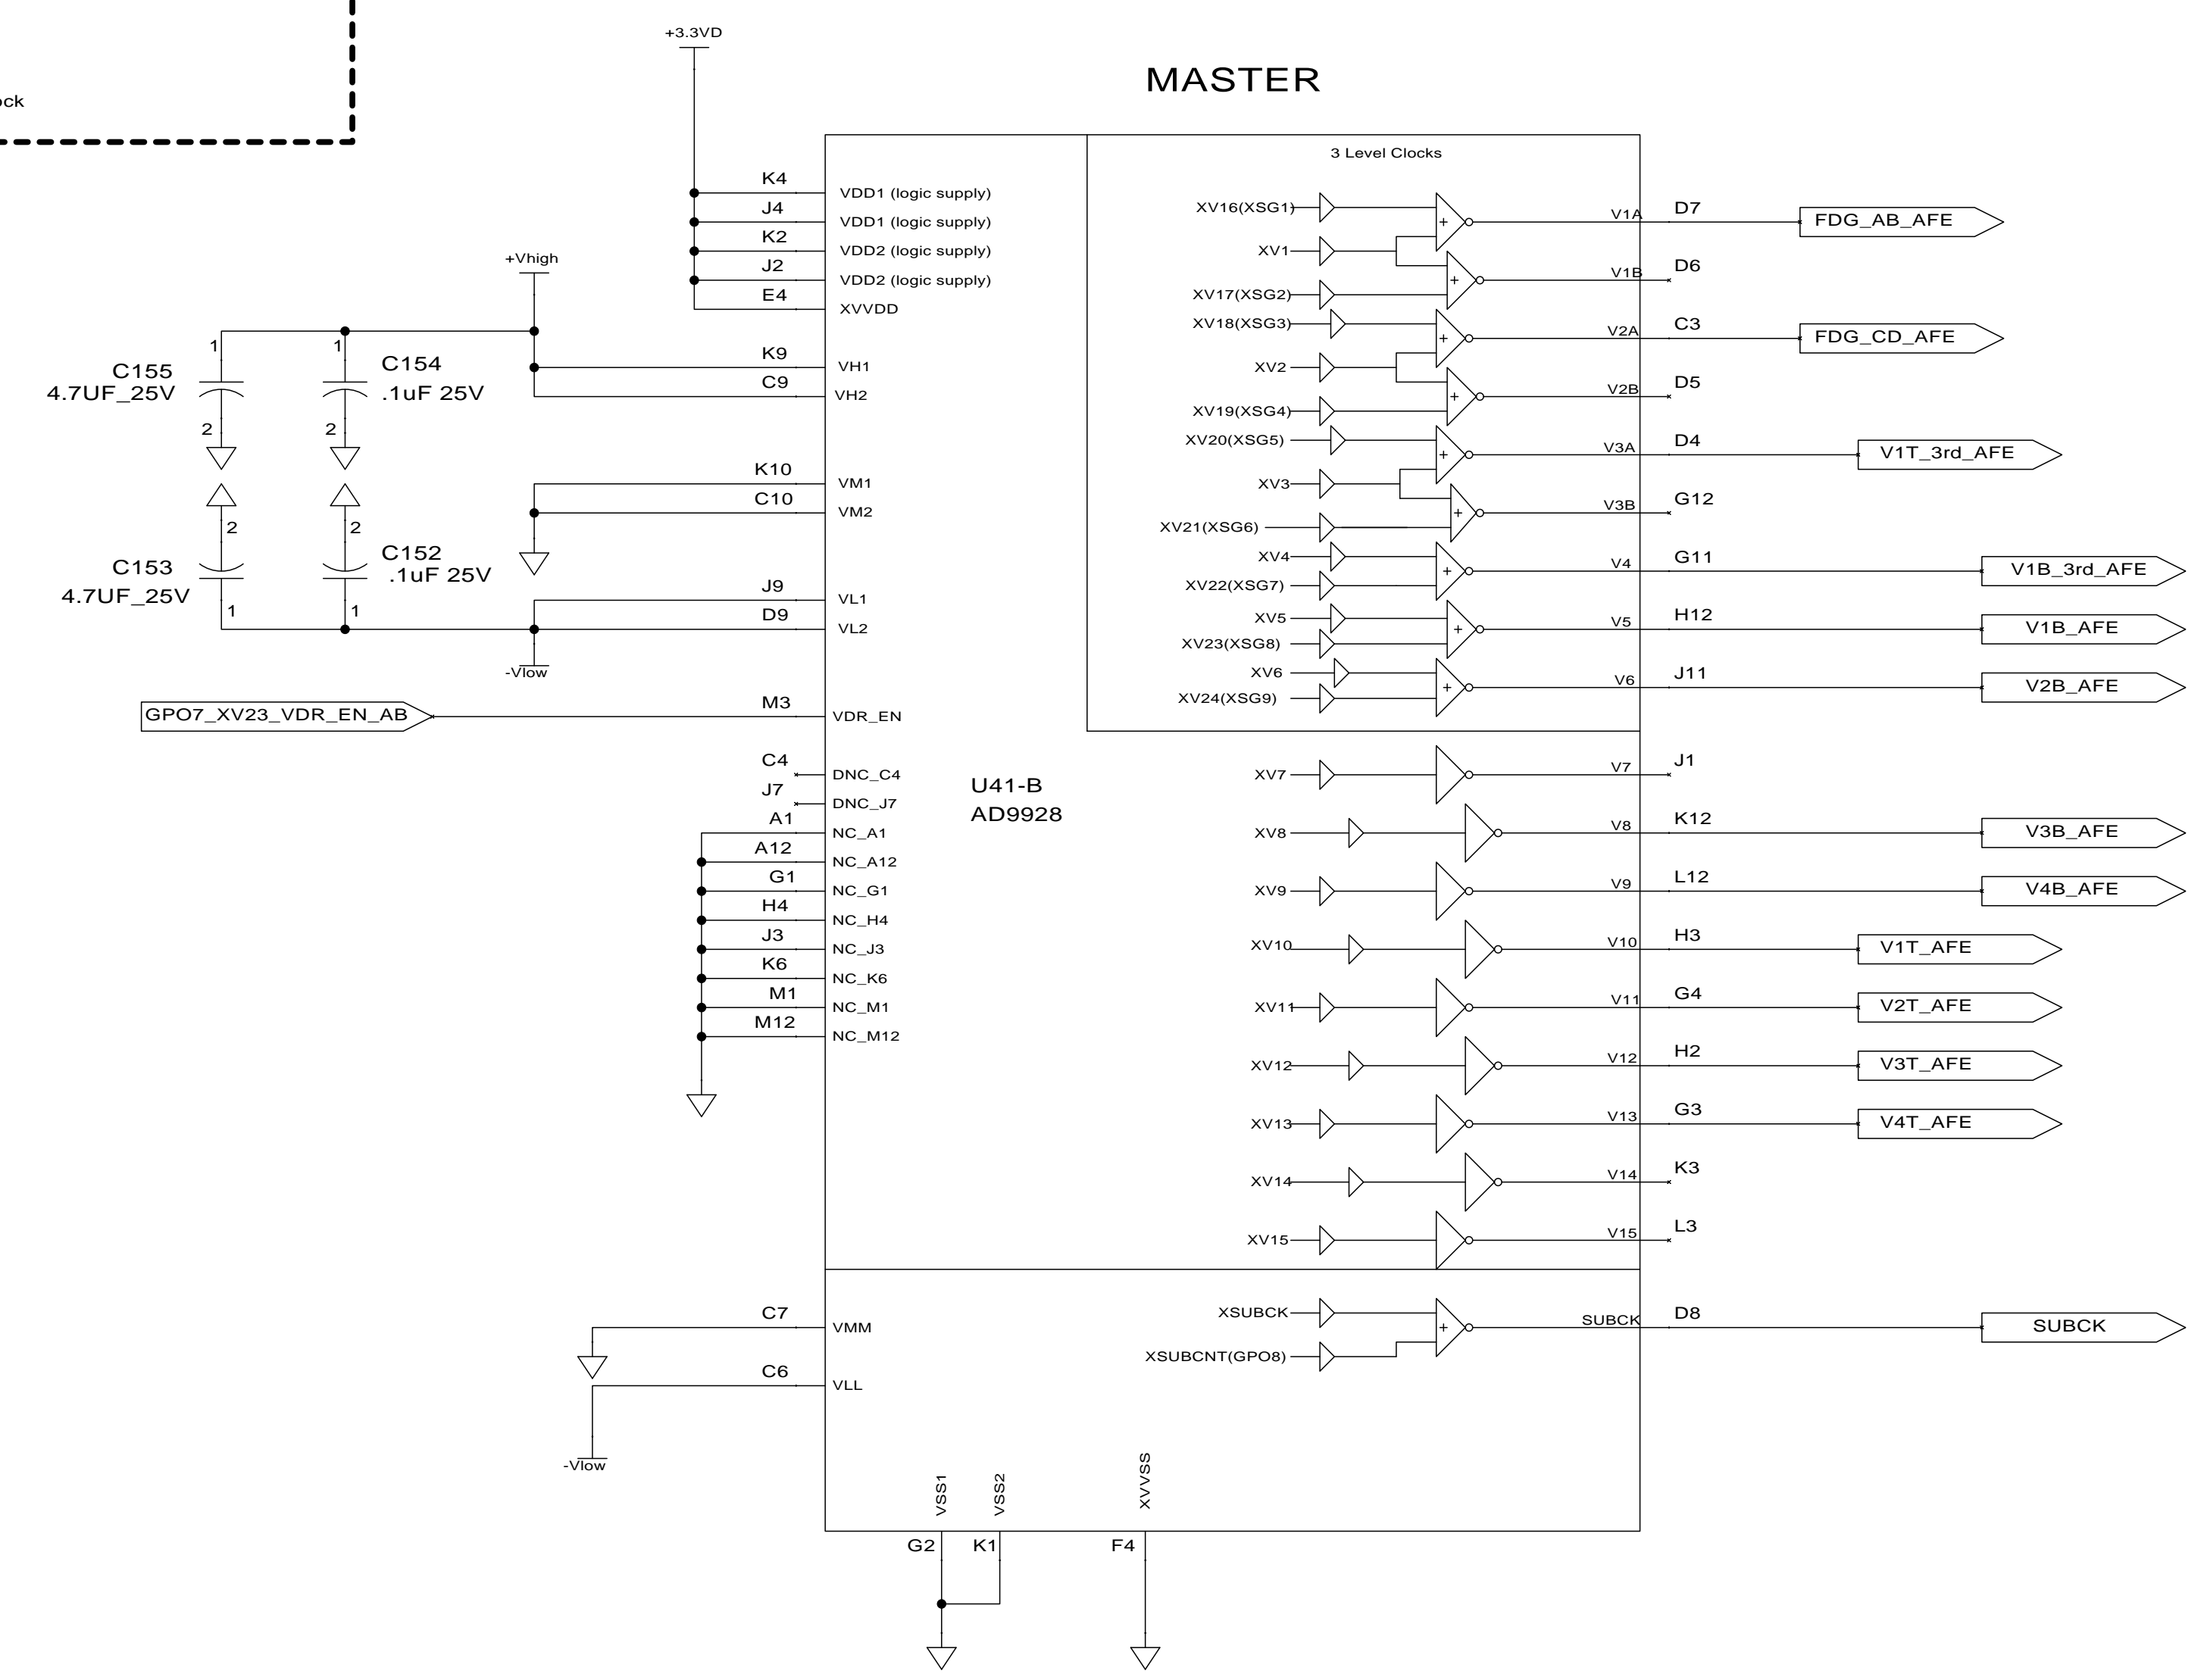 ock
+3.3VD
MASTER
3 Level Clocks
K4 VDD1 (logic supply)
J4 VDD1 (logic supply)
K2 VDD2 (logic supply)
J2 VDD2 (logic supply)
E4 XVVDD
+Vhigh
K9 VH1
C9 VH2
1
C155
4.7UF_25V
2
1
C154
.1uF 25V
2
K10 VM1
C10 VM2
2
C153
4.7UF_25V
1
2
C152
.1uF 25V
1
J9 VL1
D9 VL2
-Vlow
GPO7_XV23_VDR_EN_AB M3 VDR_EN
C4 DNC_C4
J7 DNC_J7
A1 NC_A1
A12 NC_A12
G1 NC_G1
H4 NC_H4
J3 NC_J3
K6 NC_K6
M1 NC_M1
M12 NC_M12
U41-B
AD9928
XV16(XSG1) V1A D7 FDG_AB_AFE
XV1
V1B D6
XV17(XSG2)
XV18(XSG3) V2A C3 FDG_CD_AFE
XV2
V2B D5
XV19(XSG4)
XV20(XSG5) V3A D4 V1T_3rd_AFE
XV3
V3B G12
XV21(XSG6)
XV4 V4 G11 V1B_3rd_AFE
XV22(XSG7)
XV5 V5 H12 V1B_AFE
XV23(XSG8)
XV6 V6 J11 V2B_AFE
XV24(XSG9)
XV7 V7 J1
XV8 V8 K12 V3B_AFE
XV9 V9 L12 V4B_AFE
XV10 V10 H3 V1T_AFE
XV11 V11 G4 V2T_AFE
XV12 V12 H2 V3T_AFE
XV13 V13 G3 V4T_AFE
XV14 V14 K3
XV15 V15 L3
C7 VMM
C6 VLL
-Vlow
XSUBCK SUBCK D8 SUBCK
XSUBCNT(GPO8)
VSS1
VSS2
XVVSS
G2 K1 F4